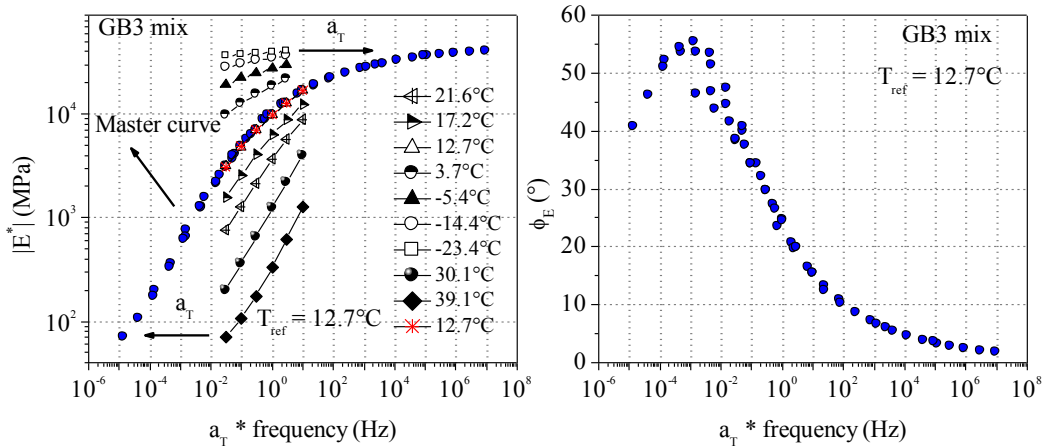 GB3 mix
a_T
Master curve
a_T
T_ref = 12.7°C
21.6°C
17.2°C
12.7°C
3.7°C
-5.4°C
-14.4°C
-23.4°C
30.1°C
39.1°C
12.7°C
|E*| (MPa)
10^4
10^3
10^2
10^-6 10^-4 10^-2 10^0 10^2 10^4 10^6 10^8
a_T * frequency (Hz)
GB3 mix
T_ref = 12.7°C
ϕ_E (°)
60
50
40
30
20
10
0
10^-6 10^-4 10^-2 10^0 10^2 10^4 10^6 10^8
a_T * frequency (Hz)